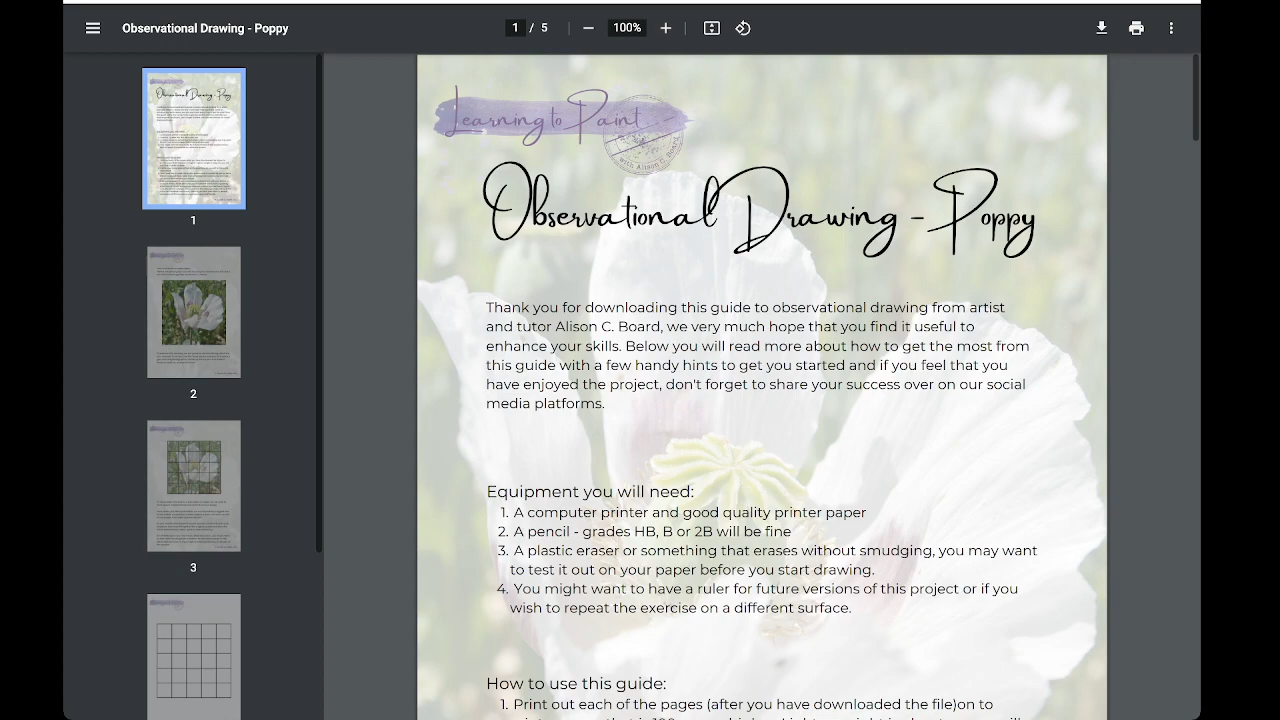 Observational Drawing - Poppy
1 / 5
100%
Learning to Paint
Observational Drawing - Poppy
Thank you for downloading this guide to observational drawing from artist
and tutor Alison C. Board, we very much hope that you find it useful to
enhance your skills. Below you will read more about how to get the most from
this guide with a few handy hints to get you started and if you feel that you
have enjoyed the project, don't forget to share your success over on our social
media platforms.
Equipment you will need:
1. A computer printer and good quality printer paper
2. A pencil - grades HB, B or 2B will be fine
3. A plastic eraser or something that erases without smudging, you may want
to test it out on your paper before you start drawing.
4. You might want to have a ruler for future versions of this project or if you
wish to repeat the exercise on a different surface.
How to use this guide:
1. Print out each of the pages (after you have downloaded the file)on to
1
2
3